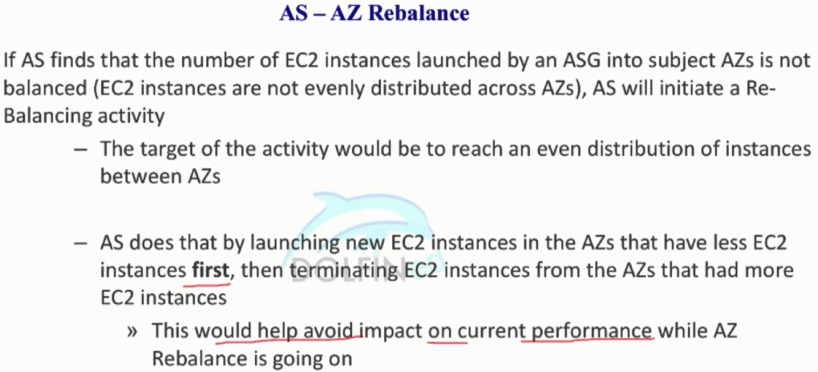 AS – AZ Rebalance
If AS finds that the number of EC2 instances launched by an ASG into subject AZs is not
balanced (EC2 instances are not evenly distributed across AZs), AS will initiate a Re-
Balancing activity
– The target of the activity would be to reach an even distribution of instances
between AZs
– AS does that by launching new EC2 instances in the AZs that have less EC2
instances first, then terminating EC2 instances from the AZs that had more
EC2 instances
» This would help avoid impact on current performance while AZ
Rebalance is going on